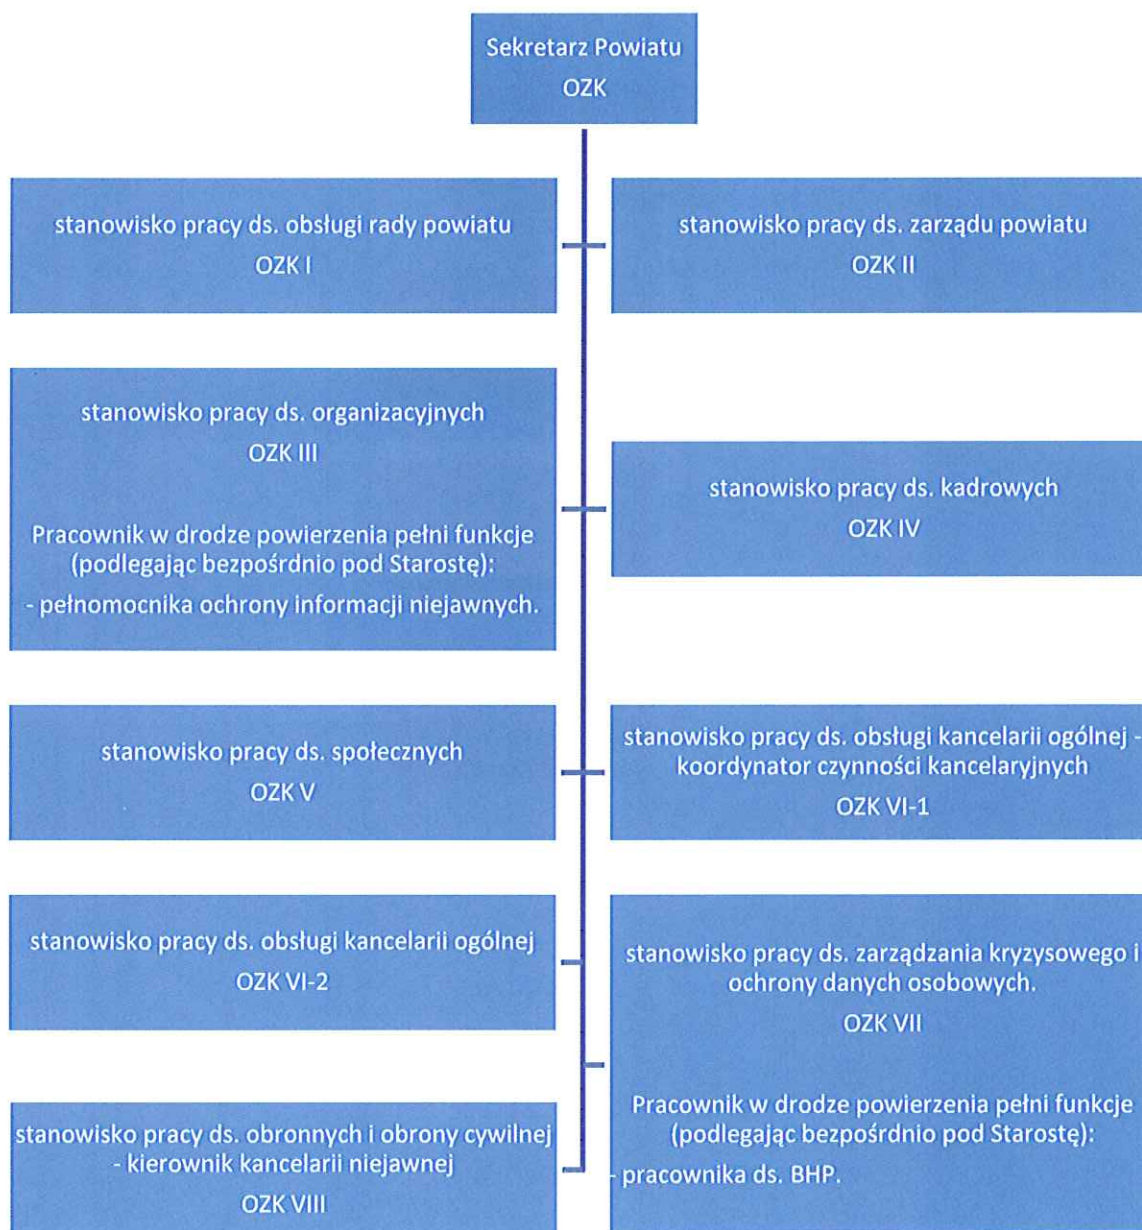 Sekretarz Powiatu
OZK
stanowisko pracy ds. obsługi rady powiatu
OZK I
stanowisko pracy ds. zarządu powiatu
OZK II
stanowisko pracy ds. organizacyjnych
OZK III
Pracownik w drodze powierzenia pełni funkcje
(podlegając bezpośrdnio pod Starostę):
- pełnomocnika ochrony informacji niejawnych.
stanowisko pracy ds. kadrowych
OZK IV
stanowisko pracy ds. społecznych
OZK V
stanowisko pracy ds. obsługi kancelarii ogólnej -
koordynator czynności kancelaryjnych
OZK VI-1
stanowisko pracy ds. obsługi kancelarii ogólnej
OZK VI-2
stanowisko pracy ds. zarządzania kryzysowego i
ochrony danych osobowych.
OZK VII
Pracownik w drodze powierzenia pełni funkcje
(podlegając bezpośrdnio pod Starostę):
- pracownika ds. BHP.
stanowisko pracy ds. obronnych i obrony cywilnej
- kierownik kancelarii niejawnej
OZK VIII